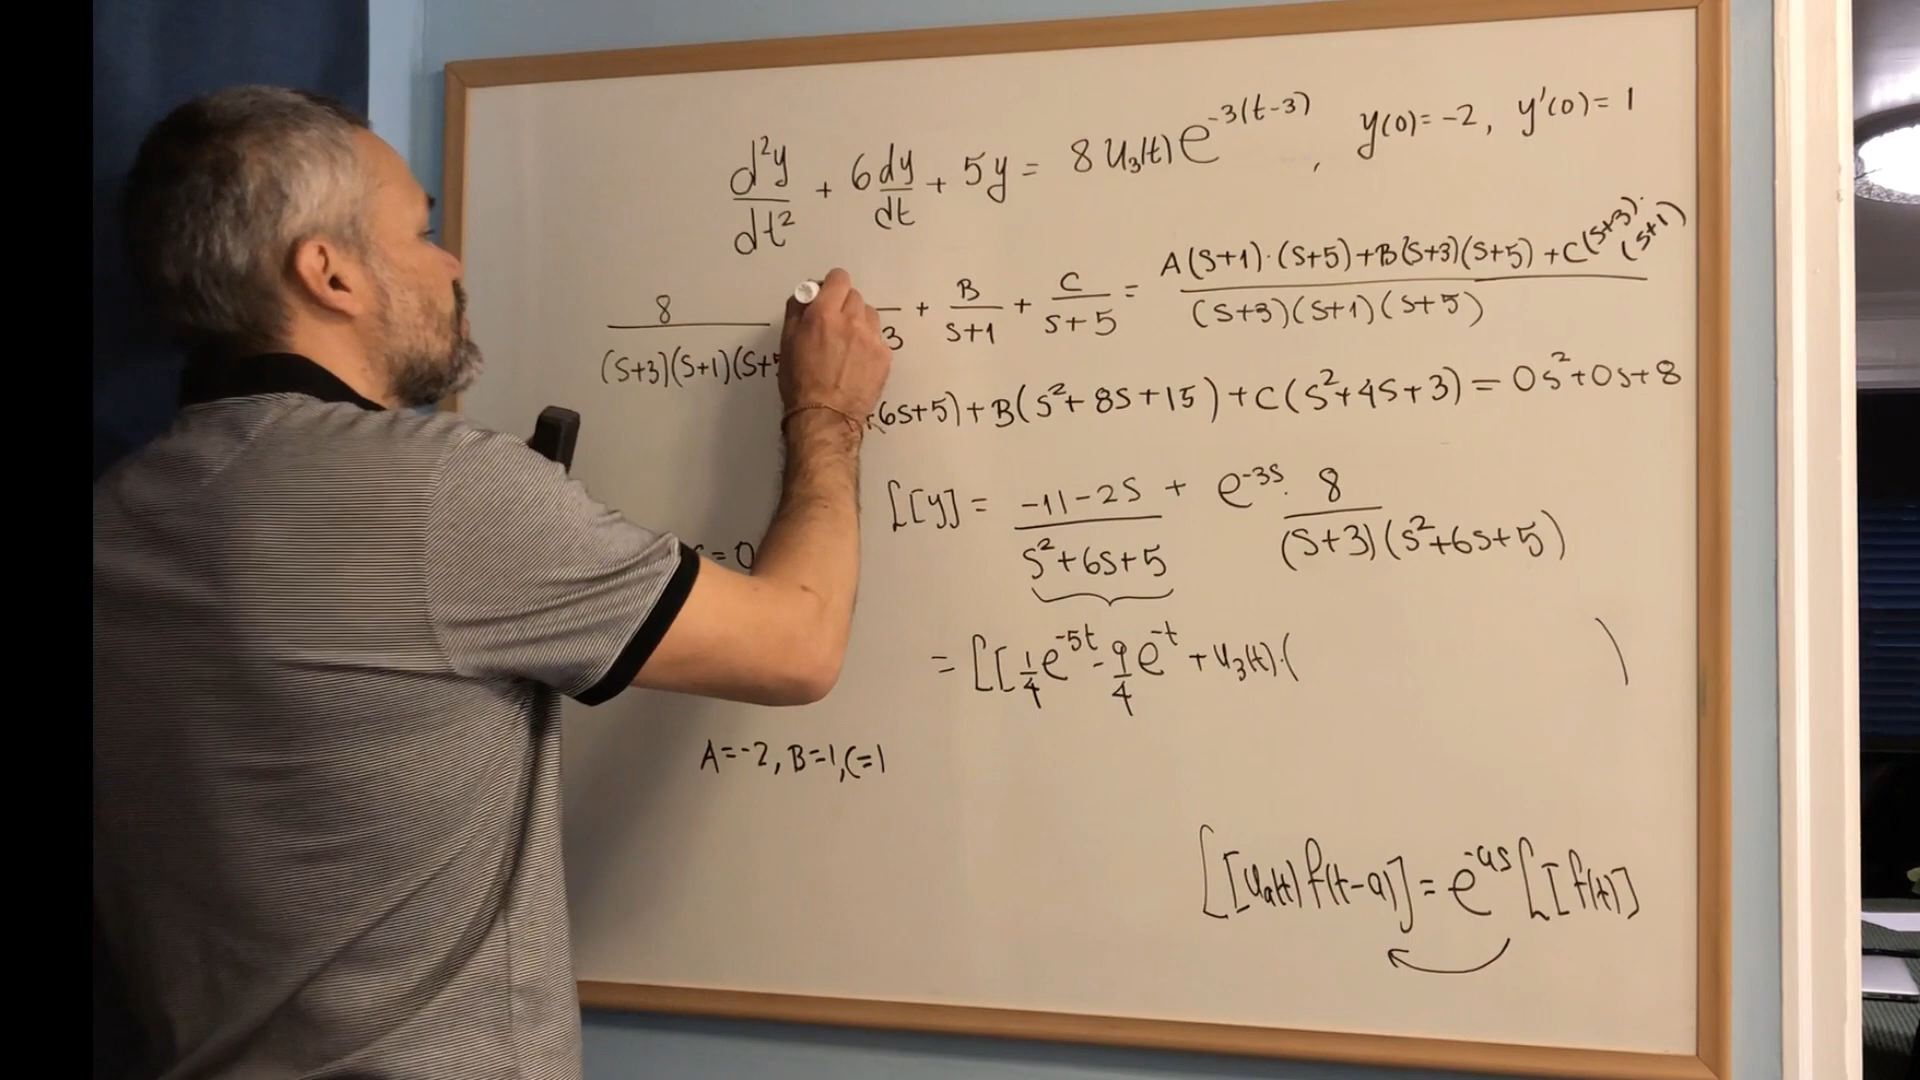 d²y/dt² + 6 dy/dt + 5y = 8 u₃(t) e^-3(t-3) , y(0)= -2, y'(0)= 1
8/(s+3)(s+1)(s+ 3 + B/s+1 + C/s+5 = A(s+1)·(s+5)+B(s+3)(s+5)+C(s+3)·(s+1)/(s+3)(s+1)(s+5)
6s+5)+B(s²+8s+15)+C(s²+4s+3)=0s²+0s+8
L[y] = -11-2s/s²+6s+5 + e^-3s · 8/(s+3)(s²+6s+5)
= 0
= L[1/4 e^-5t - 9/4 e^-t + u₃(t)·( )
A=-2, B=1, C=1
L[uₐ(t) f(t-a)] = e^-as L[f(t)]